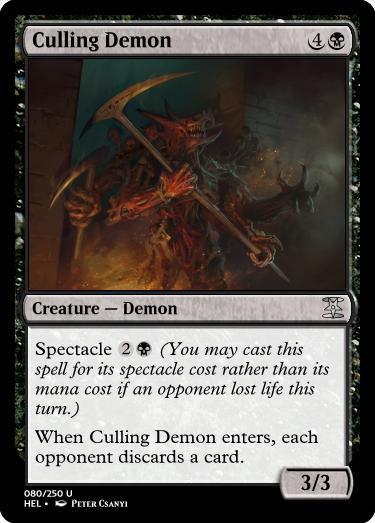 Culling Demon 4
Creature — Demon
Spectacle 2 (You may cast this
spell for its spectacle cost rather than its
mana cost if an opponent lost life this
turn.)
When Culling Demon enters, each
opponent discards a card.
3/3
080/250 U
HEL • Peter Csanyi